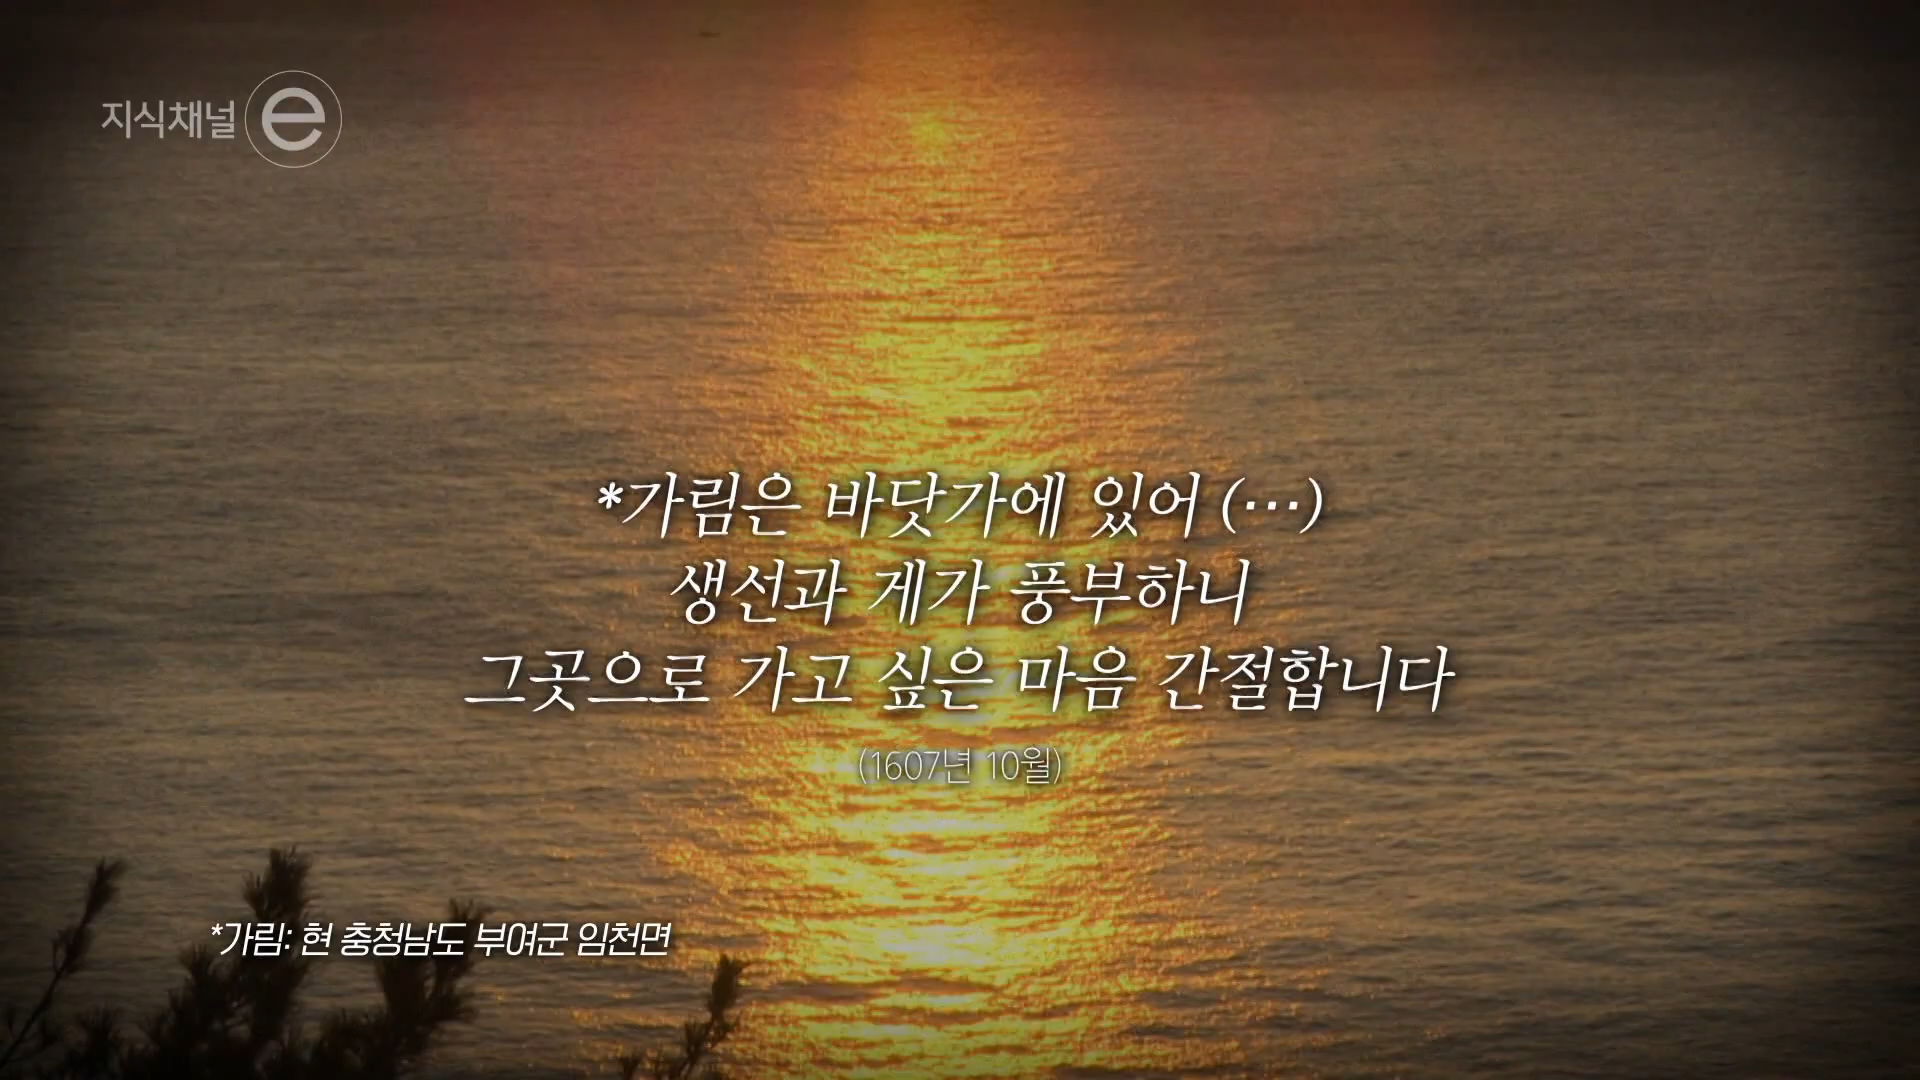 지식채널 e
*가림은 바닷가에 있어 (…)
생선과 게가 풍부하니
그곳으로 가고 싶은 마음 간절합니다
(1607년 10월)
*가림: 현 충청남도 부여군 임천면